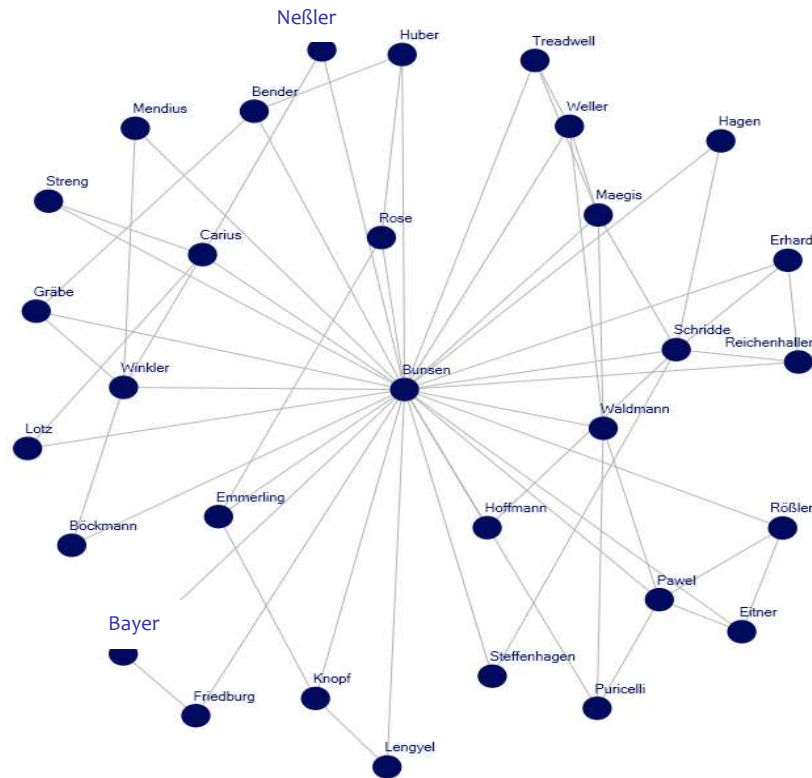 Neßler
Huber
Treadwell
Bender
Weller
Mendius
Hagen
Streng
Maegis
Rose
Carius
Erhard
Gräbe
Schridde
Reichenhaller
Bunsen
Winkler
Waldmann
Lotz
Emmerling
Hoffmann
Rößler
Böckmann
Pawel
Eitner
Bayer
Steffenhagen
Knopf
Puricelli
Friedburg
Lengyel